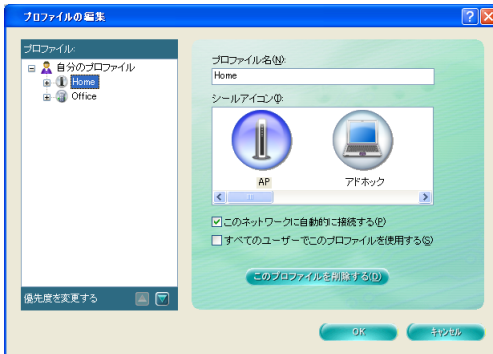 プロファイルの編集
プロファイル:
自分のプロファイル
Home
Office
優先度を変更する
プロファイル名(N):
Home
シールアイコン(I):
AP
アドホック
このネットワークに自動的に接続する(P)
すべてのユーザーでこのプロファイルを使用する(S)
このプロファイルを削除する(D)
OK
キャンセル